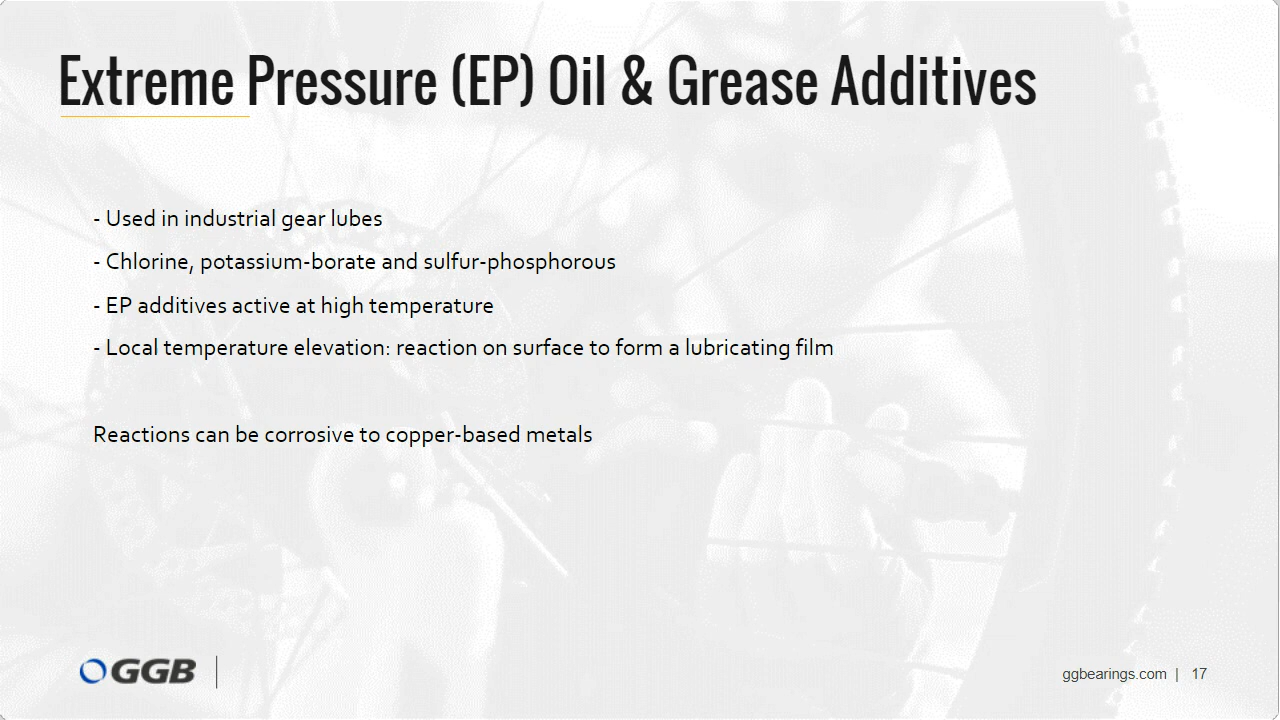 Extreme Pressure (EP) Oil & Grease Additives
- Used in industrial gear lubes
- Chlorine, potassium-borate and sulfur-phosphorous
- EP additives active at high temperature
- Local temperature elevation: reaction on surface to form a lubricating film
Reactions can be corrosive to copper-based metals
GGB
ggbearings.com | 17